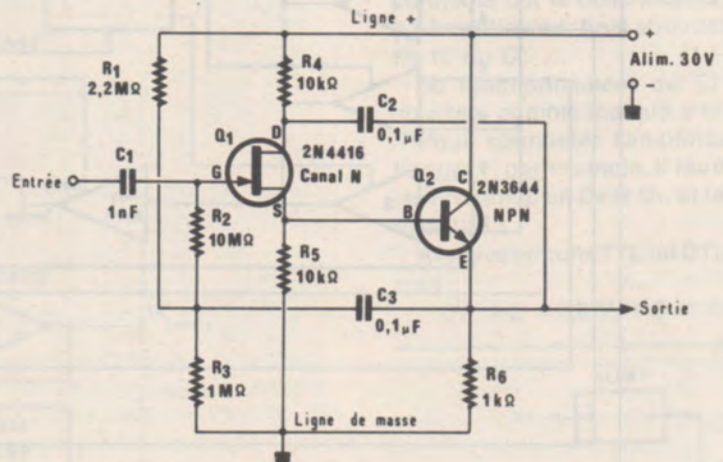 Ligne +
+
Alim. 30V
−
R1
2,2MΩ
R4
10kΩ
C2
0,1µF
Q1
D
2N4416
Canal N
G
S
Entrée
C1
1nF
R2
10MΩ
Q2
C
2N3644
NPN
B
E
R5
10kΩ
C3
0,1µF
Sortie
R3
1MΩ
R6
1kΩ
Ligne de masse